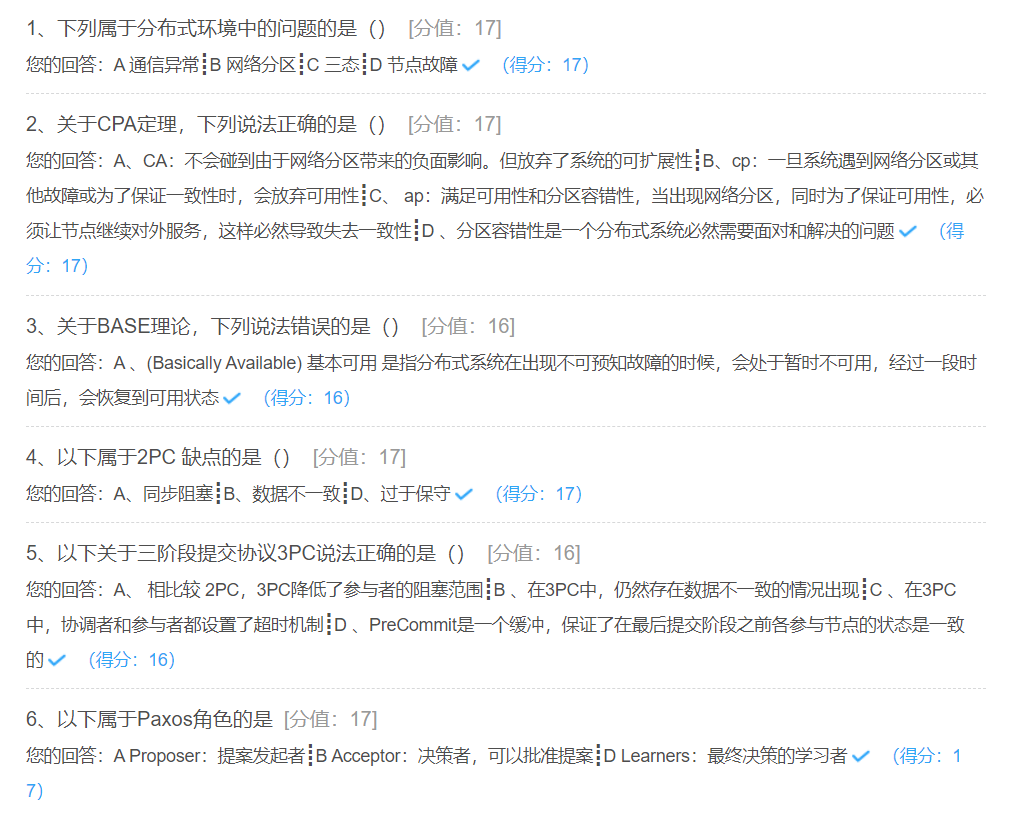 1、下列属于分布式环境中的问题的是（） [分值：17]
您的回答：A 通信异常┋B 网络分区┋C 三态┋D 节点故障 （得分：17）
2、关于CPA定理，下列说法正确的是（） [分值：17]
您的回答：A、CA：不会碰到由于网络分区带来的负面影响。但放弃了系统的可扩展性┋B、cp：一旦系统遇到网络分区或其
他故障或为了保证一致性时，会放弃可用性┋C、 ap：满足可用性和分区容错性，当出现网络分区，同时为了保证可用性，必
须让节点继续对外服务，这样必然导致失去一致性┋D 、分区容错性是一个分布式系统必然需要面对和解决的问题 （得
分：17）
3、关于BASE理论，下列说法错误的是（） [分值：16]
您的回答：A 、(Basically Available) 基本可用 是指分布式系统在出现不可预知故障的时候，会处于暂时不可用，经过一段时
间后，会恢复到可用状态 （得分：16）
4、以下属于2PC 缺点的是（） [分值：17]
您的回答：A、同步阻塞┋B、数据不一致┋D、过于保守 （得分：17）
5、以下关于三阶段提交协议3PC说法正确的是（） [分值：16]
您的回答：A、 相比较 2PC，3PC降低了参与者的阻塞范围┋B 、在3PC中，仍然存在数据不一致的情况出现┋C 、在3PC
中，协调者和参与者都设置了超时机制┋D 、PreCommit是一个缓冲，保证了在最后提交阶段之前各参与节点的状态是一致
的 （得分：16）
6、以下属于Paxos角色的是 [分值：17]
您的回答：A Proposer：提案发起者┋B Acceptor：决策者，可以批准提案┋D Learners：最终决策的学习者 （得分：1
7）